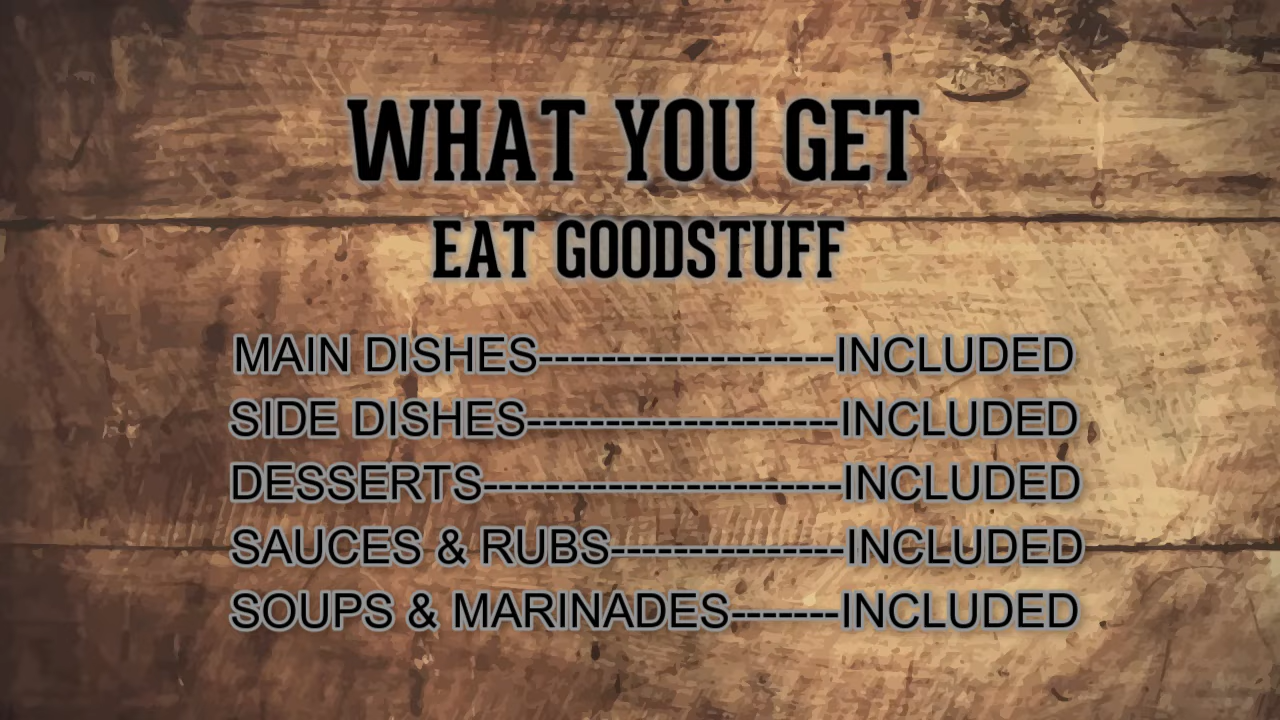 WHAT YOU GET
EAT GOODSTUFF
MAIN DISHES-------------------INCLUDED
SIDE DISHES--------------------INCLUDED
DESSERTS-----------------------INCLUDED
SAUCES & RUBS---------------INCLUDED
SOUPS & MARINADES-------INCLUDED